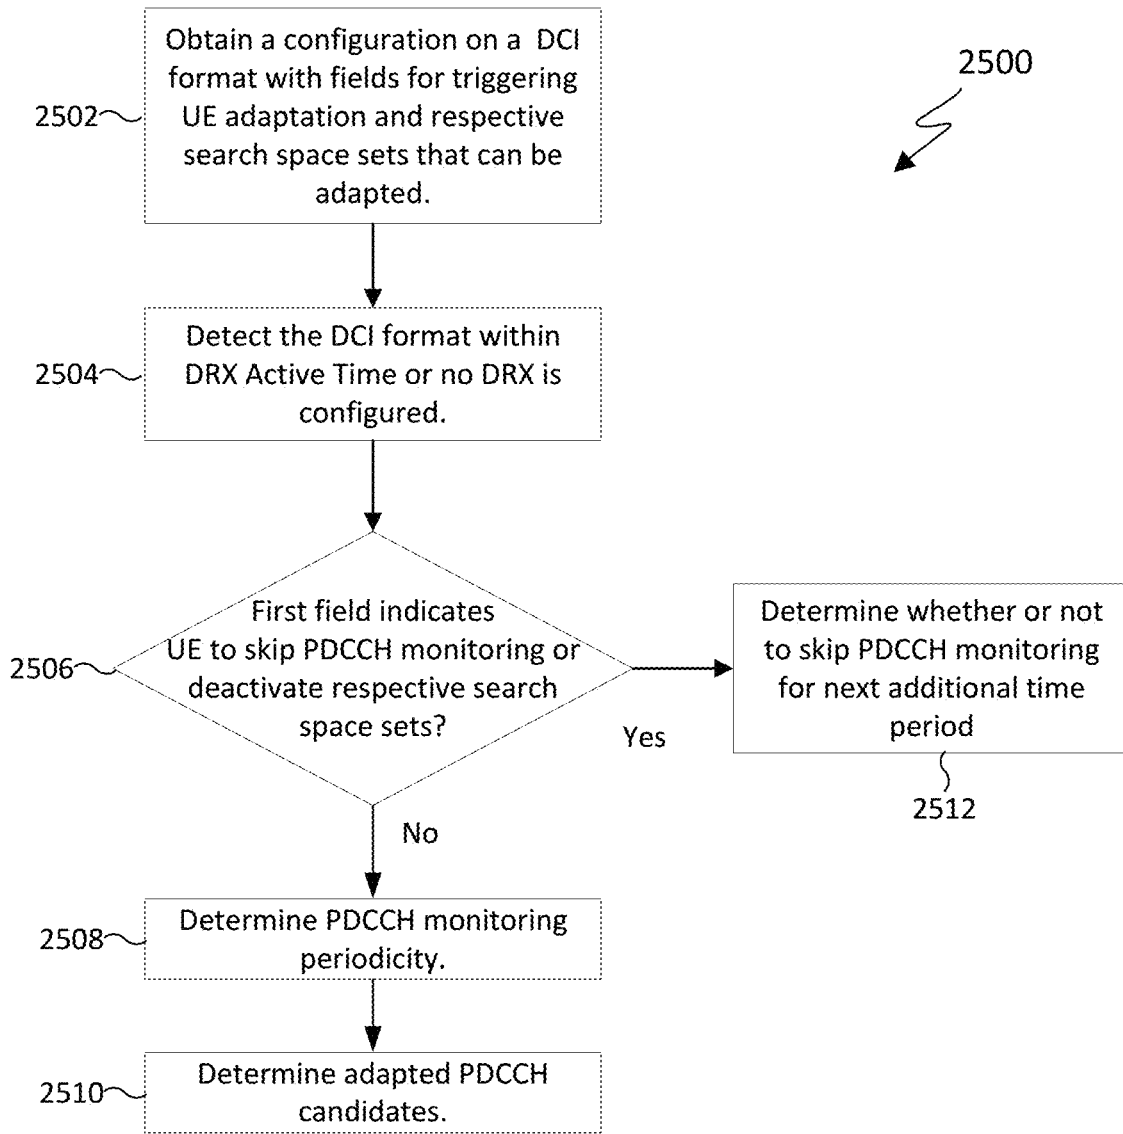 Obtain a configuration on a DCI
format with fields for triggering
UE adaptation and respective
search space sets that can be
adapted.
2502
2500
Detect the DCI format within
DRX Active Time or no DRX is
configured.
2504
First field indicates
UE to skip PDCCH monitoring or
deactivate respective search
space sets?
2506
Yes
Determine whether or not
to skip PDCCH monitoring
for next additional time
period
2512
No
Determine PDCCH monitoring
periodicity.
2508
Determine adapted PDCCH
candidates.
2510